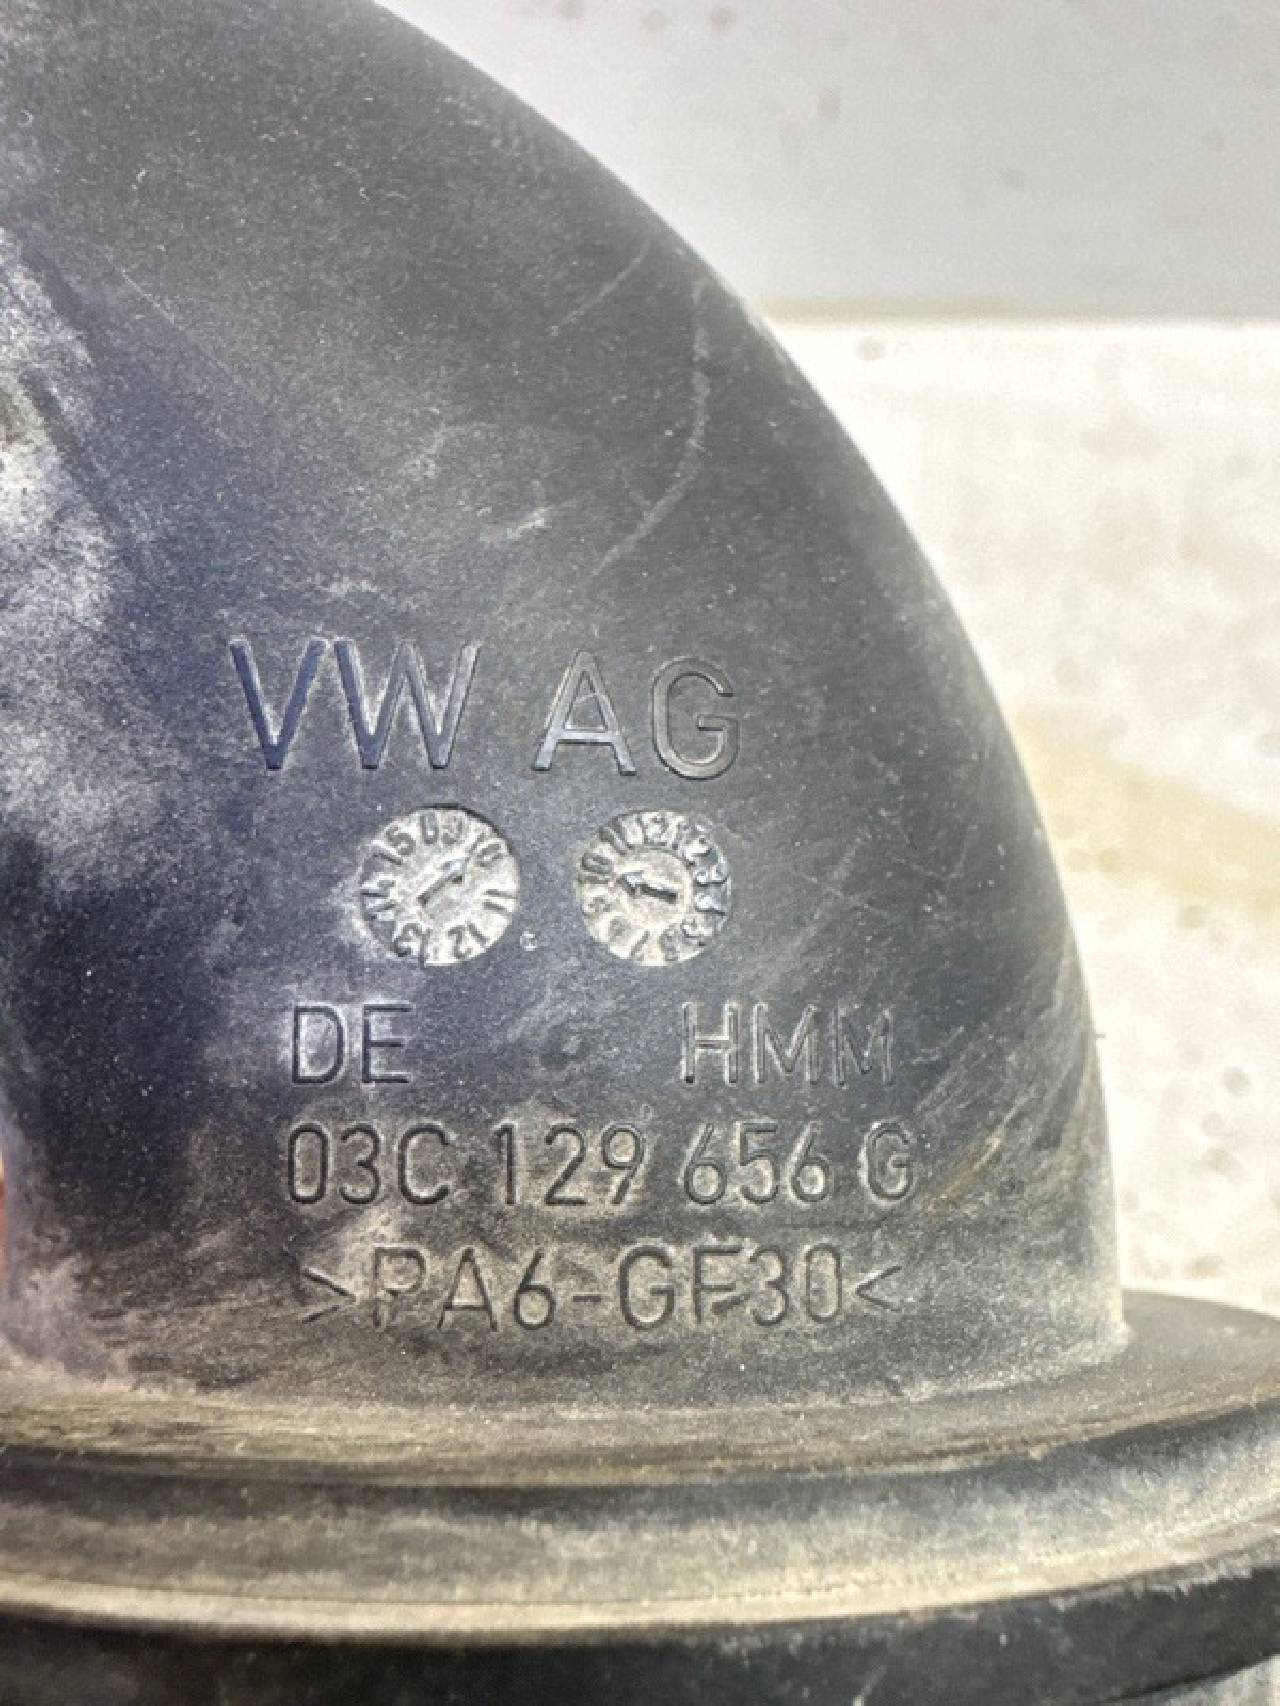 VW AG
DE HMM
03C 129 656 G
>PA6-GF30<